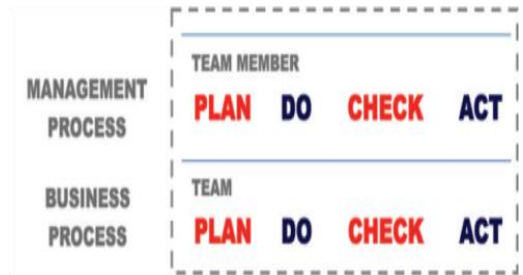 TEAM MEMBER
MANAGEMENT
PROCESS
PLAN DO CHECK ACT
TEAM
BUSINESS
PROCESS
PLAN DO CHECK ACT